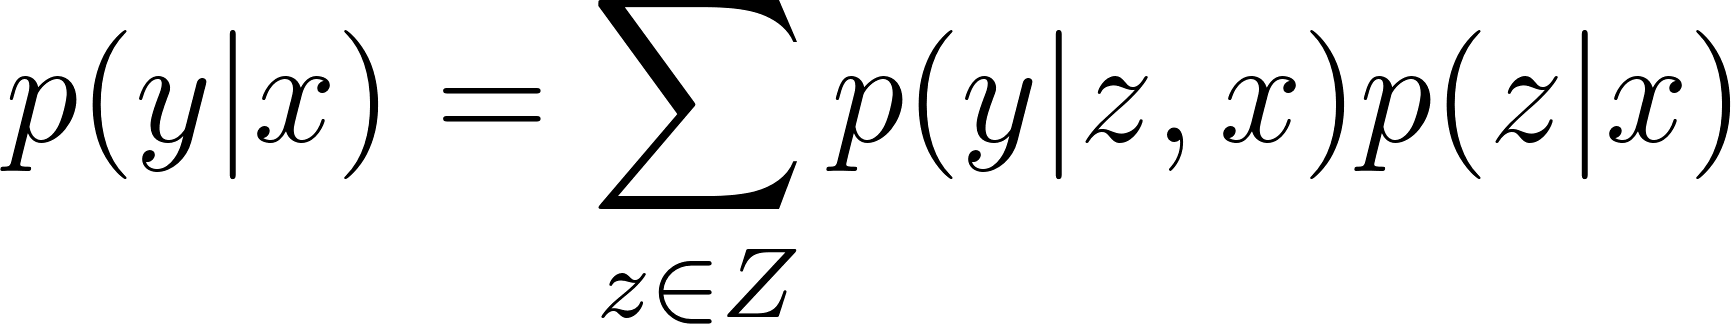 p(y|x) = ∑ p(y|z, x)p(z|x)
z∈Z